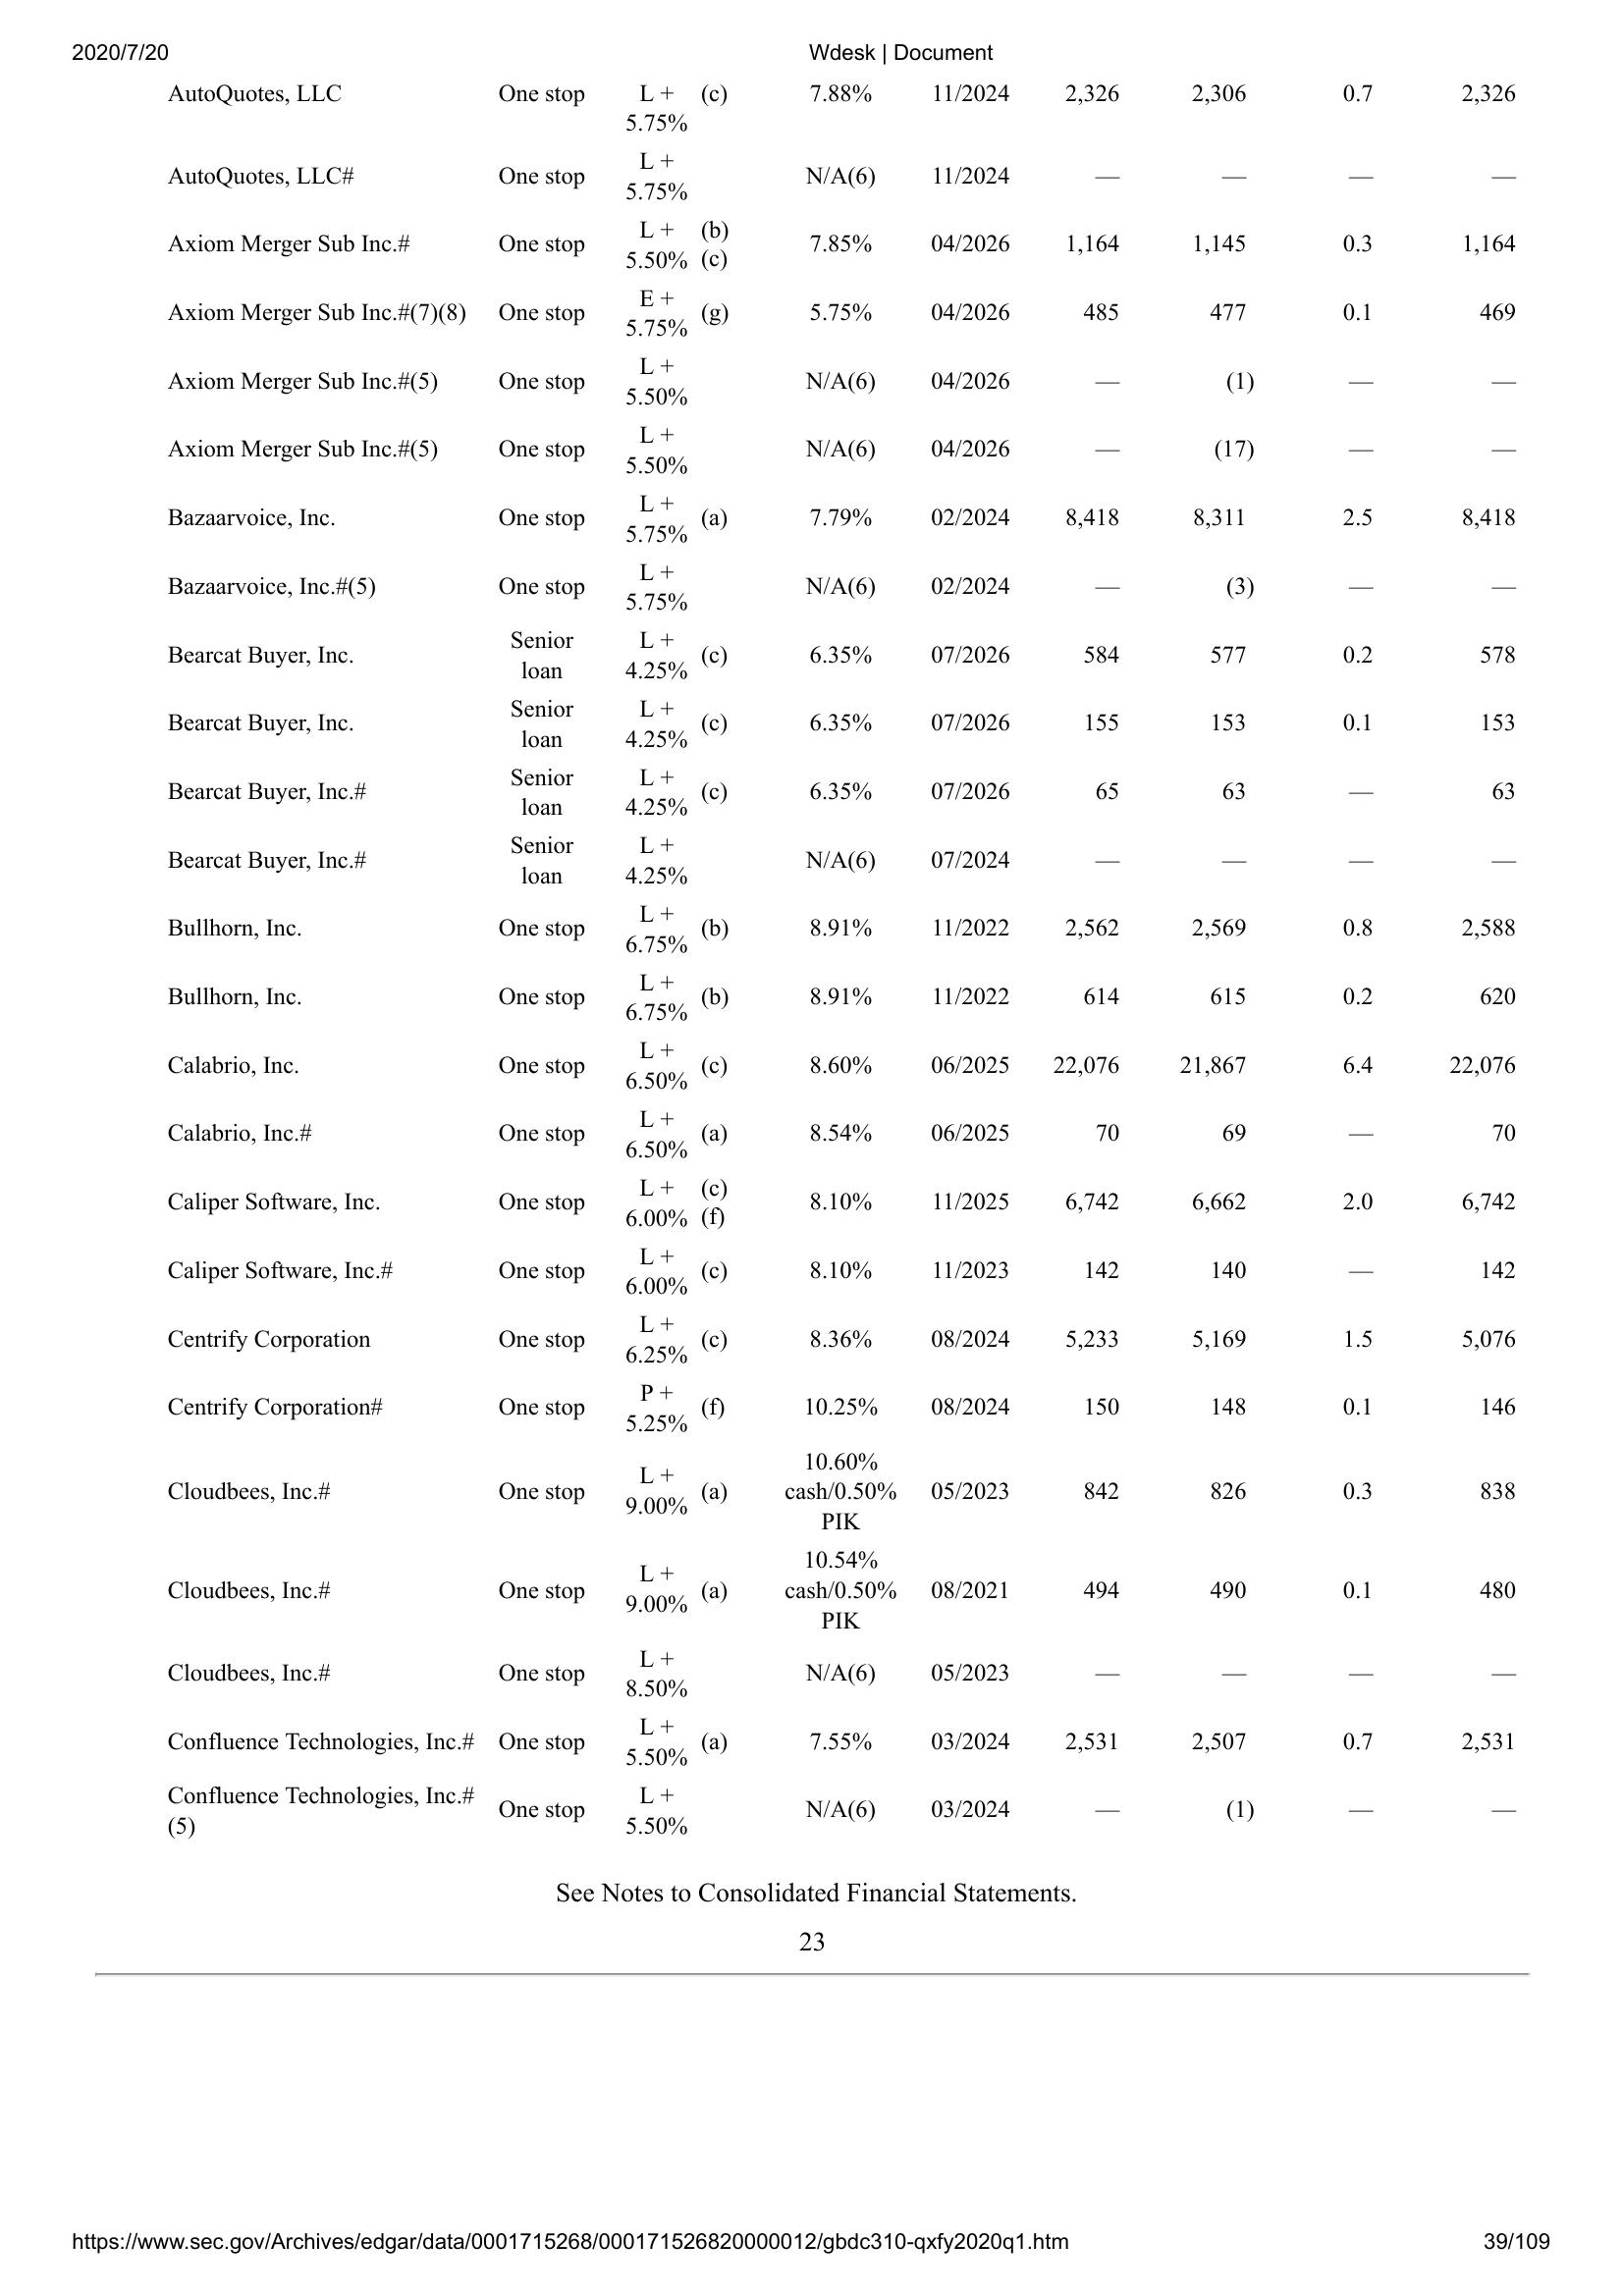 2020/7/20 Wdesk | Document
AutoQuotes, LLC One stop L + 5.75% (c) 7.88% 11/2024 2,326 2,306 0.7 2,326
AutoQuotes, LLC# One stop L + 5.75% N/A(6) 11/2024 — — — —
Axiom Merger Sub Inc.# One stop L + 5.50% (b) (c) 7.85% 04/2026 1,164 1,145 0.3 1,164
Axiom Merger Sub Inc.#(7)(8) One stop E + 5.75% (g) 5.75% 04/2026 485 477 0.1 469
Axiom Merger Sub Inc.#(5) One stop L + 5.50% N/A(6) 04/2026 — (1) — —
Axiom Merger Sub Inc.#(5) One stop L + 5.50% N/A(6) 04/2026 — (17) — —
Bazaarvoice, Inc. One stop L + 5.75% (a) 7.79% 02/2024 8,418 8,311 2.5 8,418
Bazaarvoice, Inc.#(5) One stop L + 5.75% N/A(6) 02/2024 — (3) — —
Bearcat Buyer, Inc. Senior loan L + 4.25% (c) 6.35% 07/2026 584 577 0.2 578
Bearcat Buyer, Inc. Senior loan L + 4.25% (c) 6.35% 07/2026 155 153 0.1 153
Bearcat Buyer, Inc.# Senior loan L + 4.25% (c) 6.35% 07/2026 65 63 — 63
Bearcat Buyer, Inc.# Senior loan L + 4.25% N/A(6) 07/2024 — — — —
Bullhorn, Inc. One stop L + 6.75% (b) 8.91% 11/2022 2,562 2,569 0.8 2,588
Bullhorn, Inc. One stop L + 6.75% (b) 8.91% 11/2022 614 615 0.2 620
Calabrio, Inc. One stop L + 6.50% (c) 8.60% 06/2025 22,076 21,867 6.4 22,076
Calabrio, Inc.# One stop L + 6.50% (a) 8.54% 06/2025 70 69 — 70
Caliper Software, Inc. One stop L + 6.00% (c) (f) 8.10% 11/2025 6,742 6,662 2.0 6,742
Caliper Software, Inc.# One stop L + 6.00% (c) 8.10% 11/2023 142 140 — 142
Centrify Corporation One stop L + 6.25% (c) 8.36% 08/2024 5,233 5,169 1.5 5,076
Centrify Corporation# One stop P + 5.25% (f) 10.25% 08/2024 150 148 0.1 146
Cloudbees, Inc.# One stop L + 9.00% (a) 10.60% cash/0.50% PIK 05/2023 842 826 0.3 838
Cloudbees, Inc.# One stop L + 9.00% (a) 10.54% cash/0.50% PIK 08/2021 494 490 0.1 480
Cloudbees, Inc.# One stop L + 8.50% N/A(6) 05/2023 — — — —
Confluence Technologies, Inc.# One stop L + 5.50% (a) 7.55% 03/2024 2,531 2,507 0.7 2,531
Confluence Technologies, Inc.# (5) One stop L + 5.50% N/A(6) 03/2024 — (1) — —
See Notes to Consolidated Financial Statements.
23
https://www.sec.gov/Archives/edgar/data/0001715268/000171526820000012/gbdc310-qxfy2020q1.htm 39/109